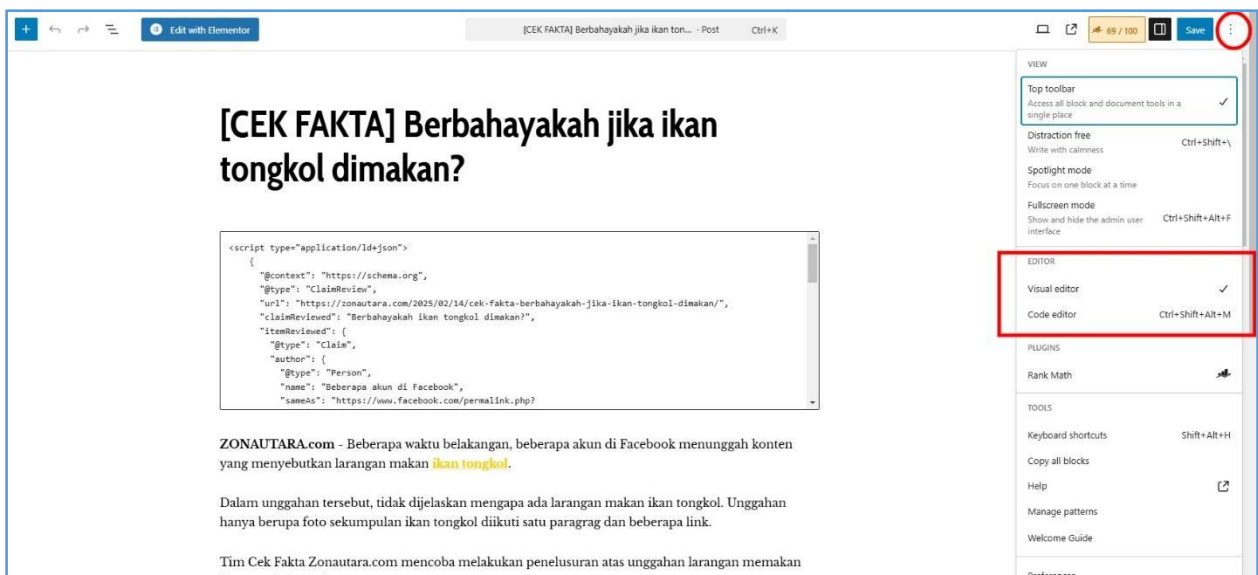 Edit with Elementor
[CEK FAKTA] Berbahayakah jika ikan ton... · Post Ctrl+K
69 / 100
Save
[CEK FAKTA] Berbahayakah jika ikan
tongkol dimakan?
<script type="application/ld+json">
{
"@context": "https://schema.org",
"@type": "ClaimReview",
"url": "https://zonautara.com/2025/02/14/cek-fakta-berbahayakah-jika-ikan-tongkol-dimakan/",
"claimReviewed": "Berbahayakah ikan tongkol dimakan?",
"itemReviewed": {
"@type": "Claim",
"author": {
"@type": "Person",
"name": "Beberapa akun di Facebook",
"sameAs": "https://www.facebook.com/permalink.php?
ZONAUTARA.com - Beberapa waktu belakangan, beberapa akun di Facebook menunggah konten
yang menyebutkan larangan makan ikan tongkol.
Dalam unggahan tersebut, tidak dijelaskan mengapa ada larangan makan ikan tongkol. Unggahan
hanya berupa foto sekumpulan ikan tongkol diikuti satu paragrag dan beberapa link.
Tim Cek Fakta Zonautara.com mencoba melakukan penelusuran atas unggahan larangan memakan
VIEW
Top toolbar
Access all block and document tools in a
single place
Distraction free Ctrl+Shift+\
Write with calmness
Spotlight mode
Focus on one block at a time
Fullscreen mode
Show and hide the admin user Ctrl+Shift+Alt+F
interface
EDITOR
Visual editor
Code editor Ctrl+Shift+Alt+M
PLUGINS
Rank Math
TOOLS
Keyboard shortcuts Shift+Alt+H
Copy all blocks
Help
Manage patterns
Welcome Guide
Preferences